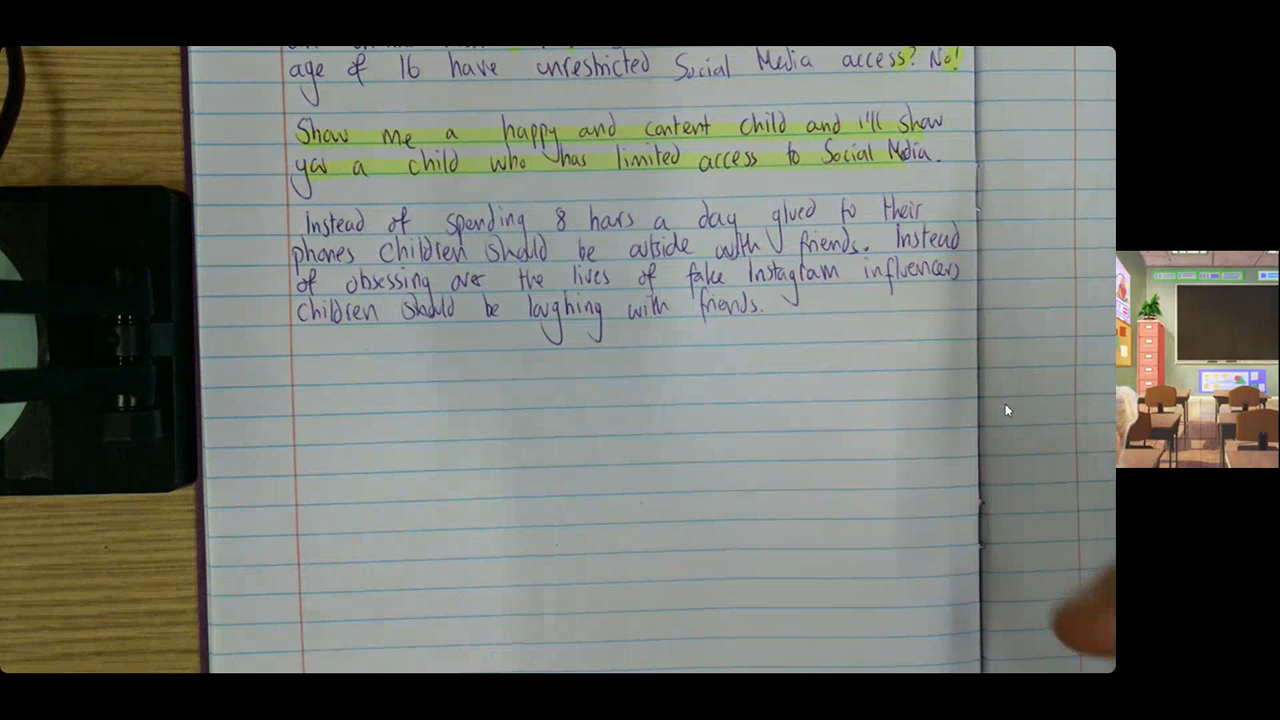 age of 16 have unrestricted Social Media access? No!
Show me a happy and content child and i'll show
you a child who has limited access to Social Media.
Instead of spending 8 hours a day glued to their
phones children should be outside with friends. Instead
of obsessing over the lives of fake Instagram influencers
children should be laughing with friends.